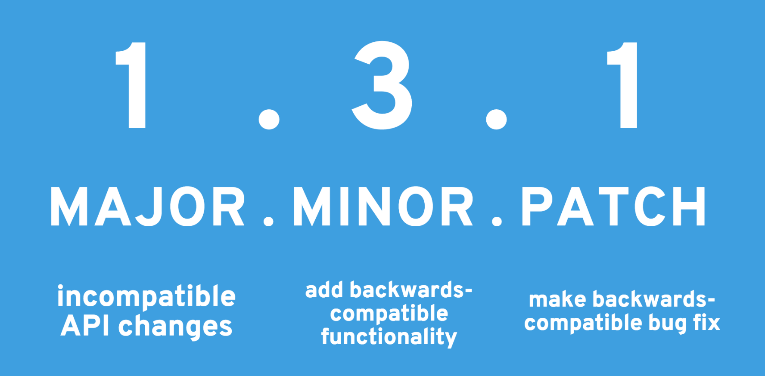 1 . 3 . 1
MAJOR . MINOR . PATCH
incompatible
API changes
add backwards-
compatible
functionality
make backwards-
compatible bug fix